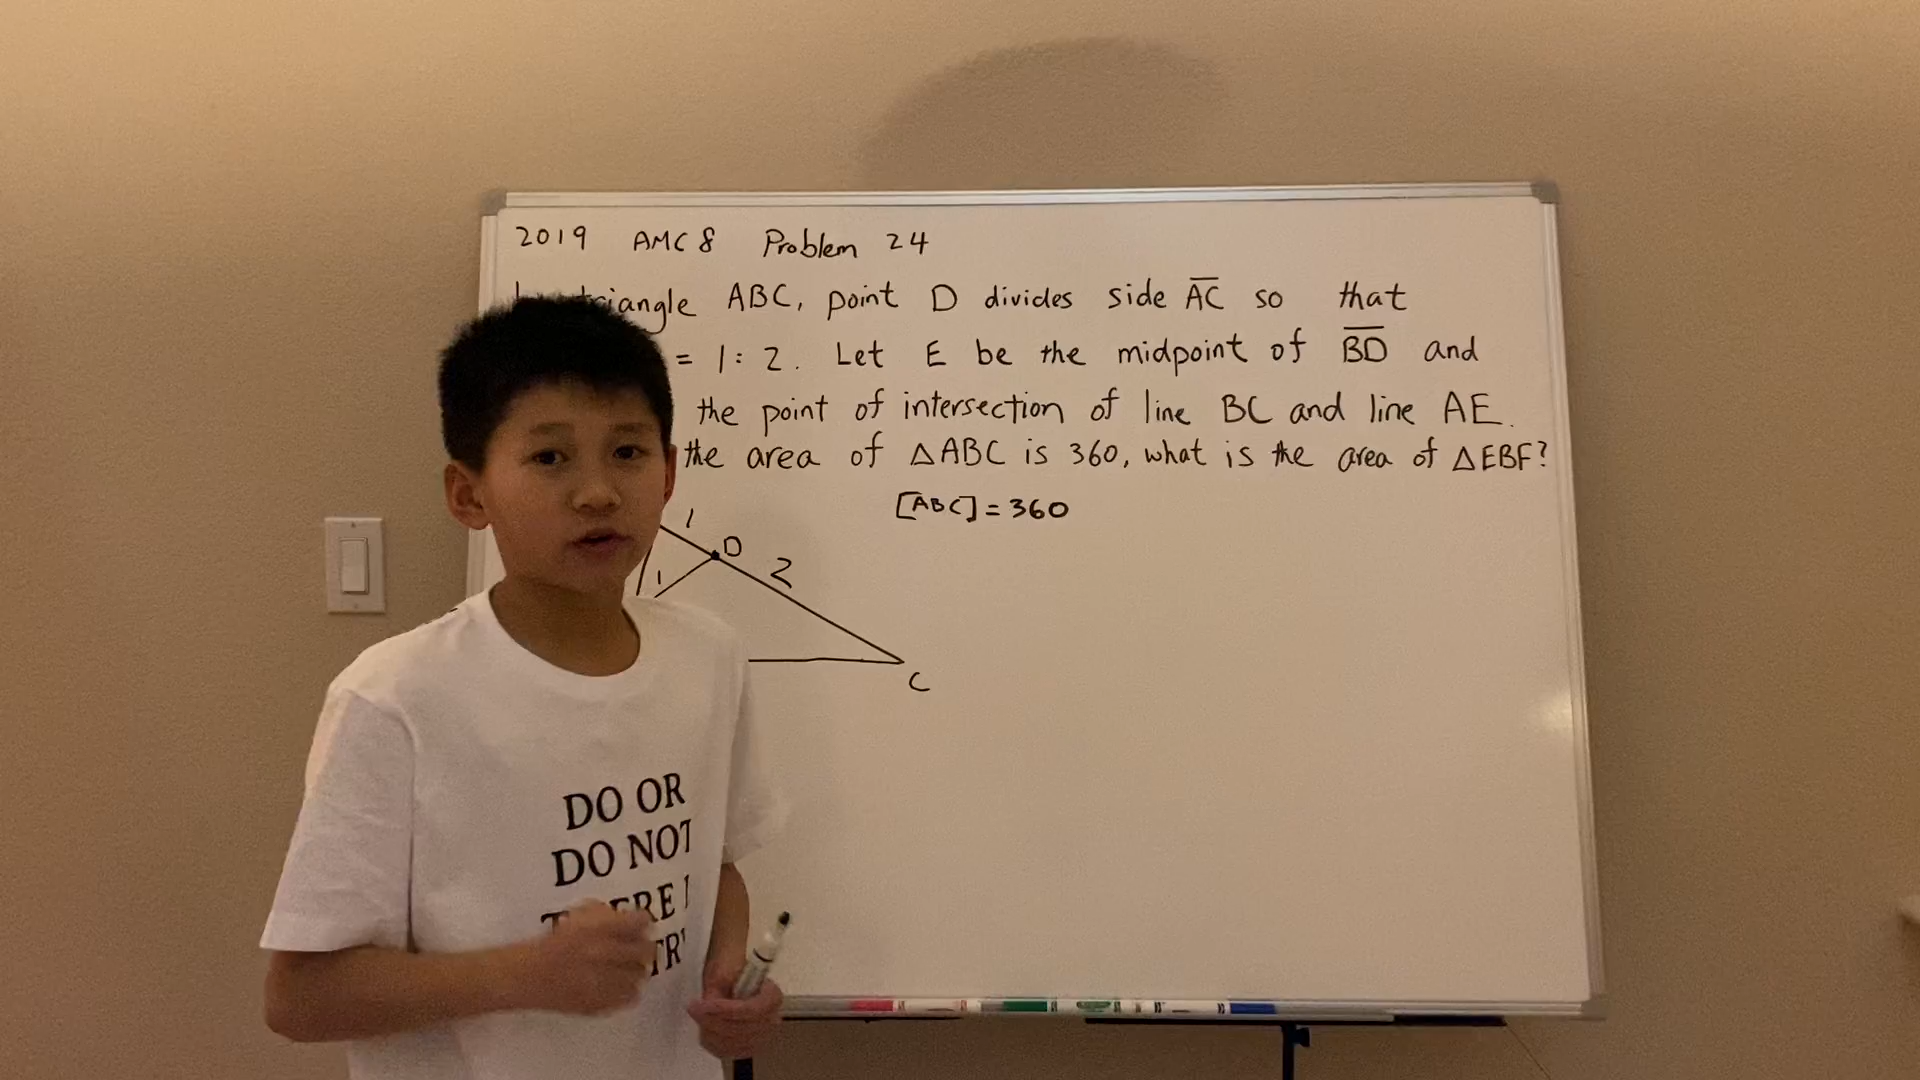 2019 AMC 8 Problem 24
triangle ABC, point D divides side AC so that
= 1 : 2. Let E be the midpoint of BD and
the point of intersection of line BC and line AE.
the area of △ABC is 360, what is the area of △EBF?
[ABC] = 360
1
D
2
1
C
DO OR
DO NOT